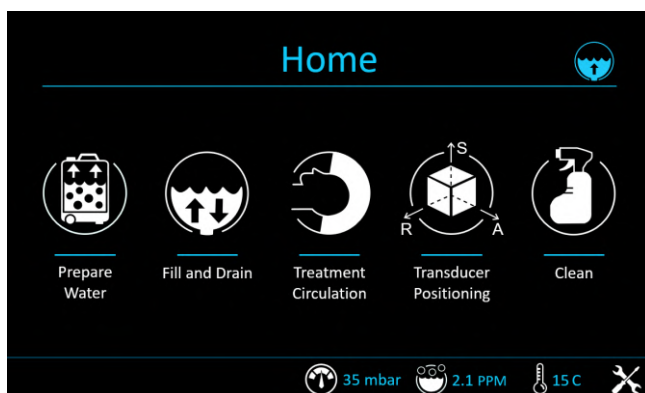 Home
S
R
A
Prepare
Water
Fill and Drain
Treatment
Circulation
Transducer
Positioning
Clean
35 mbar
2.1 PPM
15 C